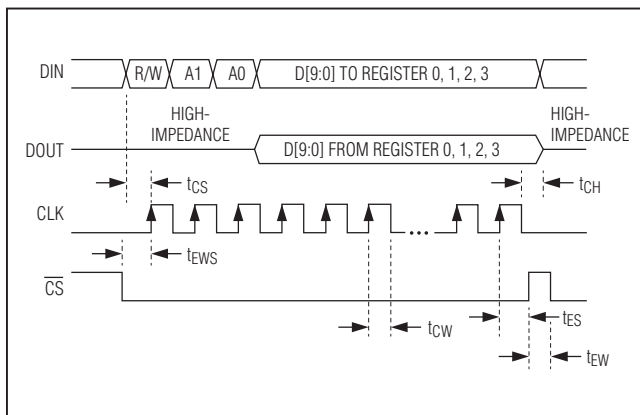 DIN R/W A1 A0 D[9:0] TO REGISTER 0, 1, 2, 3
HIGH-IMPEDANCE
HIGH-IMPEDANCE
DOUT D[9:0] FROM REGISTER 0, 1, 2, 3
tCS
tCH
CLK
tEWS
CS
tCW
tES
tEW